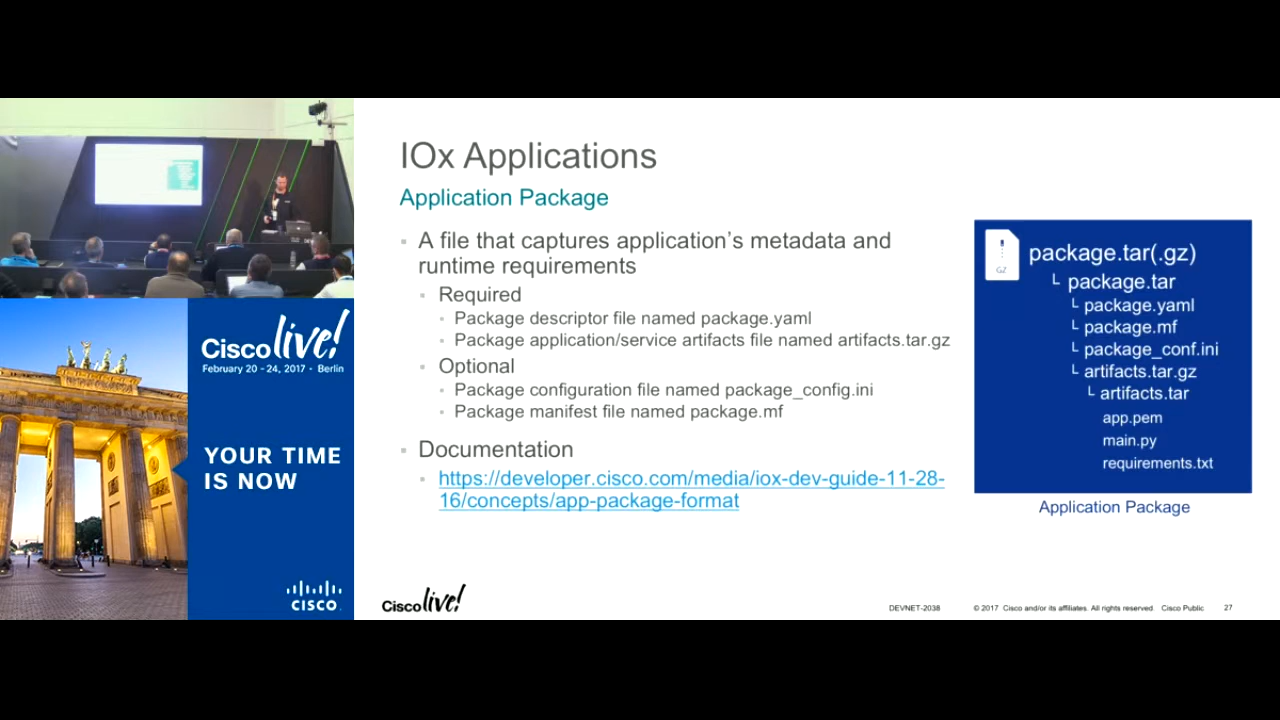 IOx Applications
Application Package
A file that captures application's metadata and
runtime requirements
Required
Package descriptor file named package.yaml
Package application/service artifacts file named artifacts.tar.gz
Optional
Package configuration file named package_config.ini
Package manifest file named package.mf
Documentation
https://developer.cisco.com/media/iox-dev-guide-11-28-
16/concepts/app-package-format
GZ
package.tar(.gz)
└ package.tar
└ package.yaml
└ package.mf
└ package_conf.ini
└ artifacts.tar.gz
└ artifacts.tar
app.pem
main.py
requirements.txt
Application Package
Cisco live!
February 20 - 24, 2017 · Berlin
YOUR TIME
IS NOW
CISCO
Cisco live!
DEVNET-2038
© 2017 Cisco and/or its affiliates. All rights reserved. Cisco Public
27